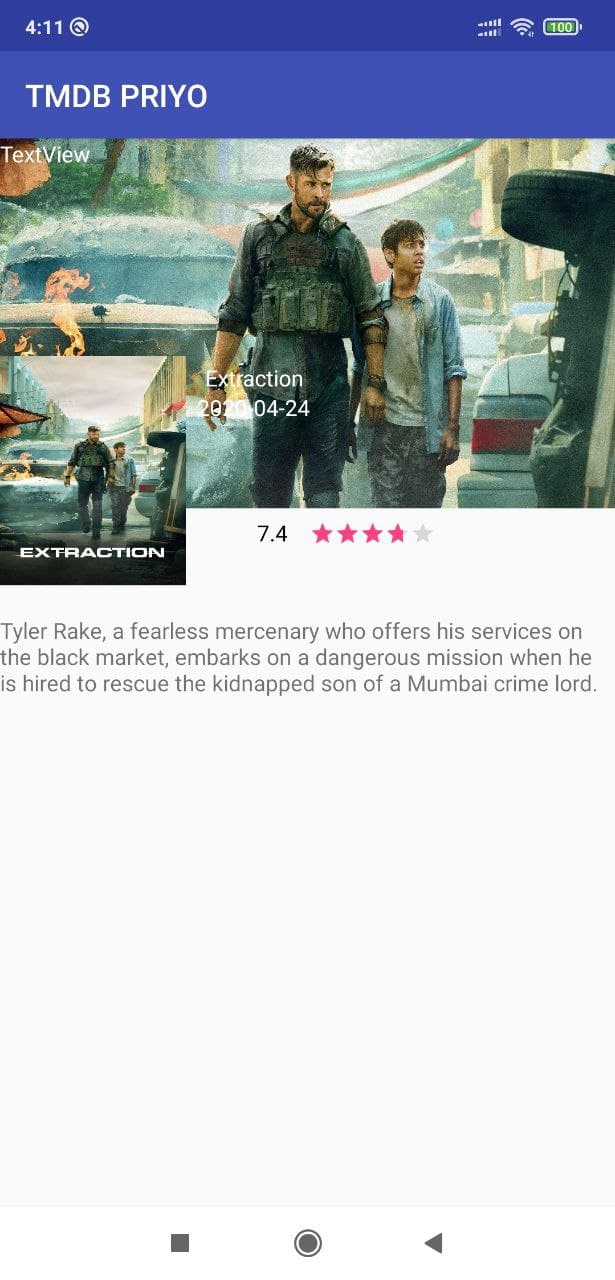 4:11
100
TMDB PRIYO
TextView
Extraction
2020-04-24
EXTRACTION
7.4
Tyler Rake, a fearless mercenary who offers his services on
the black market, embarks on a dangerous mission when he
is hired to rescue the kidnapped son of a Mumbai crime lord.